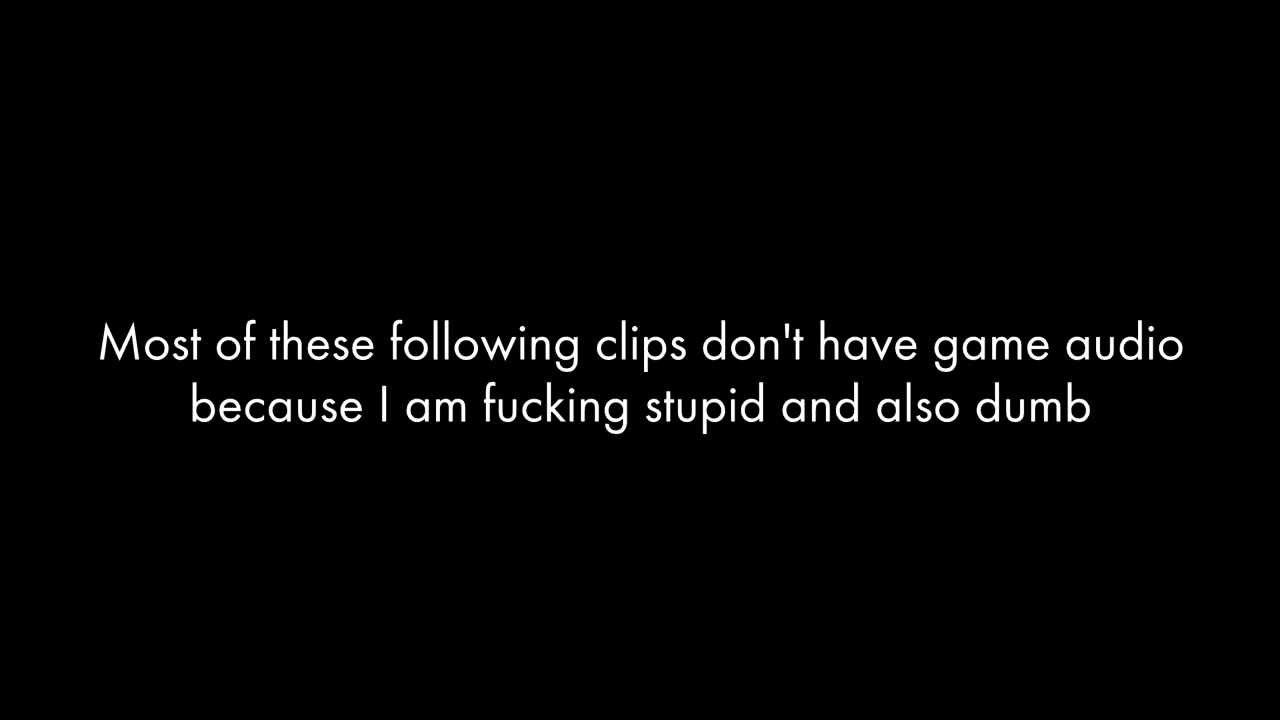 Most of these following clips don't have game audio
because I am fucking stupid and also dumb